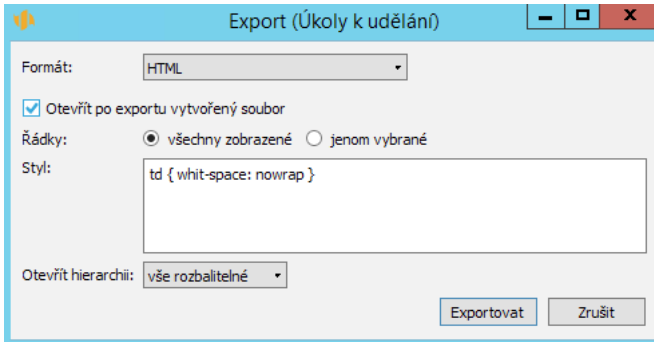 Export (Úkoly k udělání)
Formát: HTML
Otevřít po exportu vytvořený soubor
Řádky: všechny zobrazené jenom vybrané
Styl: td { whit-space: nowrap }
Otevřít hierarchii: vše rozbalitelné
Exportovat Zrušit